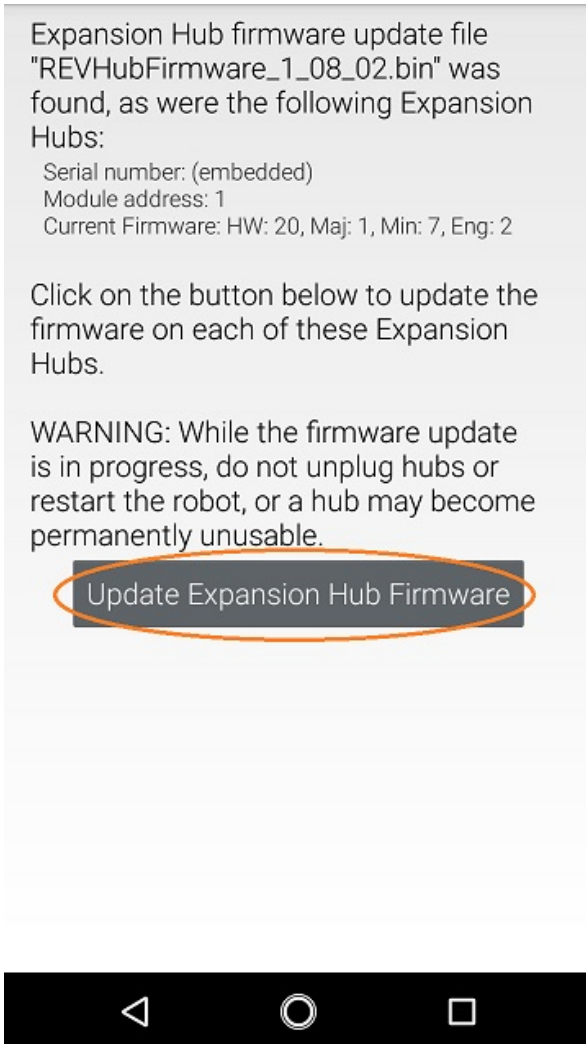 Expansion Hub firmware update file
"REVHubFirmware_1_08_02.bin" was
found, as were the following Expansion
Hubs:
Serial number: (embedded)
Module address: 1
Current Firmware: HW: 20, Maj: 1, Min: 7, Eng: 2
Click on the button below to update the
firmware on each of these Expansion
Hubs.
WARNING: While the firmware update
is in progress, do not unplug hubs or
restart the robot, or a hub may become
permanently unusable.
Update Expansion Hub Firmware